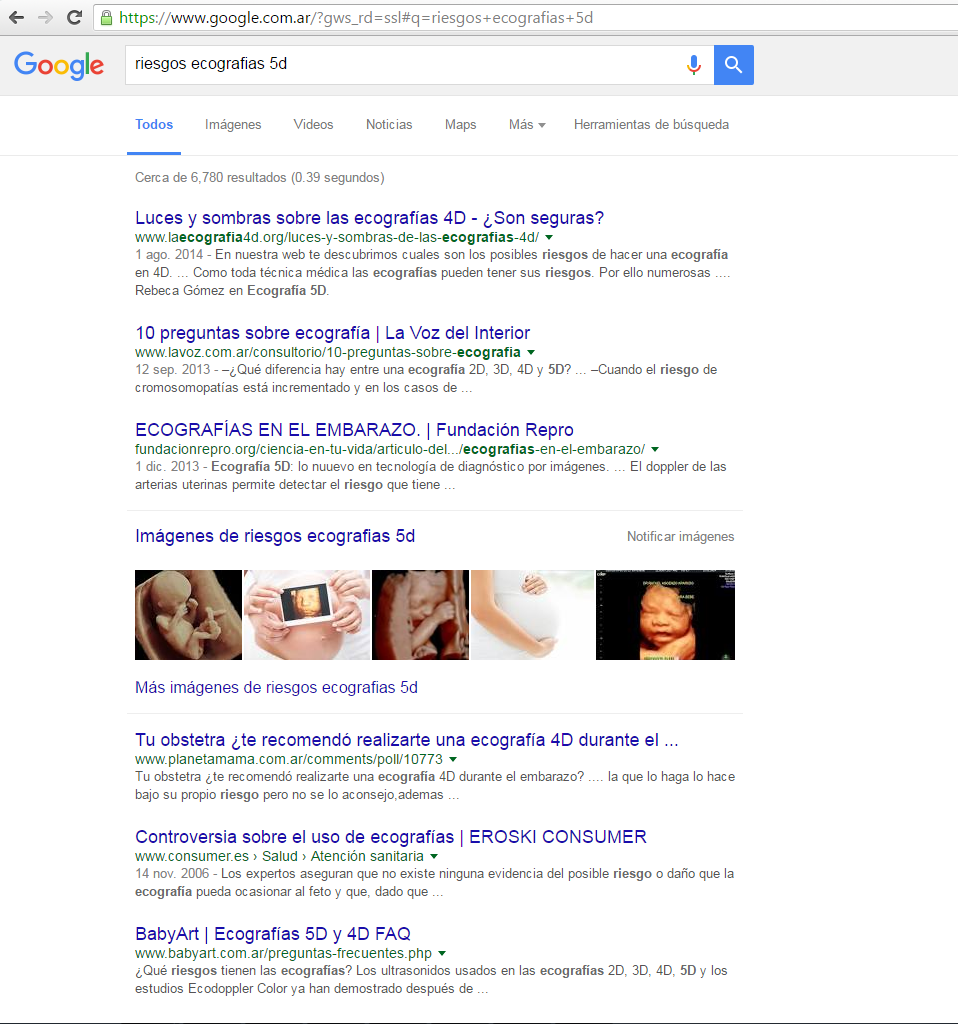 https://www.google.com.ar/?gws_rd=ssl#q=riesgos+ecografias+5d
Google
riesgos ecografias 5d
Todos Imágenes Videos Noticias Maps Más Herramientas de búsqueda
Cerca de 6,780 resultados (0.39 segundos)
Luces y sombras sobre las ecografías 4D - ¿Son seguras?
www.laecografia4d.org/luces-y-sombras-de-las-ecografias-4d/
1 ago. 2014 - En nuestra web te descubrimos cuales son los posibles riesgos de hacer una ecografía
en 4D. ... Como toda técnica médica las ecografías pueden tener sus riesgos. Por ello numerosas ....
Rebeca Gómez en Ecografía 5D.
10 preguntas sobre ecografía | La Voz del Interior
www.lavoz.com.ar/consultorio/10-preguntas-sobre-ecografia
12 sep. 2013 - –¿Qué diferencia hay entre una ecografía 2D, 3D, 4D y 5D? ... –Cuando el riesgo de
cromosomopatías está incrementado y en los casos de ...
ECOGRAFÍAS EN EL EMBARAZO. | Fundación Repro
fundacionrepro.org/ciencia-en-tu-vida/articulo-del.../ecografias-en-el-embarazo/
1 dic. 2013 - Ecografía 5D: lo nuuevo en tecnología de diagnóstico por imágenes. ... El doppler de las
arterias uterinas permite detectar el riesgo que tiene ...
Imágenes de riesgos ecografias 5d Notificar imágenes
Más imágenes de riesgos ecografias 5d
Tu obstetra ¿te recomendó realizarte una ecografía 4D durante el ...
www.planetamama.com.ar/comments/poll/10773
Tu obstetra ¿te recomendó realizarte una ecografía 4D durante el embarazo? .... la que lo haga lo hace
bajo su propio riesgo pero no se lo aconsejo,ademas ...
Controversia sobre el uso de ecografías | EROSKI CONSUMER
www.consumer.es › Salud › Atención sanitaria
14 nov. 2006 - Los expertos aseguran que no existe ninguna evidencia del posible riesgo o daño que la
ecografía pueda ocasionar al feto y que, dado que ...
BabyArt | Ecografías 5D y 4D FAQ
www.babyart.com.ar/preguntas-frecuentes.php
¿Qué riesgos tienen las ecografías? Los ultrasonidos usados en las ecografías 2D, 3D, 4D, 5D y los
estudios Ecodoppler Color ya han demostrado después de ...